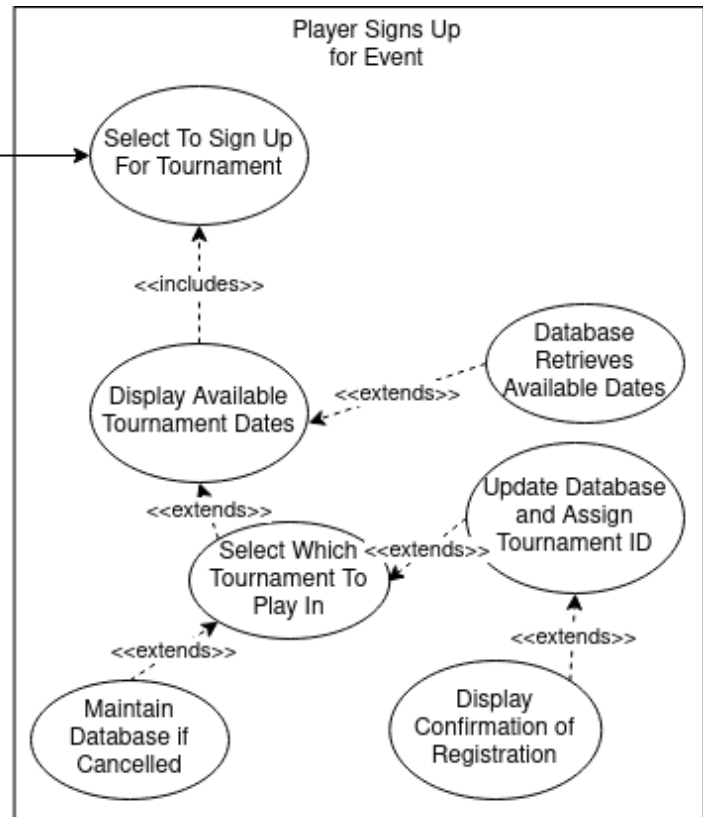 Player Signs Up
for Event
Select To Sign Up
For Tournament
<<includes>>
Display Available
Tournament Dates
<<extends>>
Database
Retrieves
Available Dates
<<extends>>
Select Which
Tournament To
Play In
<<extends>>
Update Database
and Assign
Tournament ID
<<extends>>
Maintain
Database if
Cancelled
<<extends>>
Display
Confirmation of
Registration